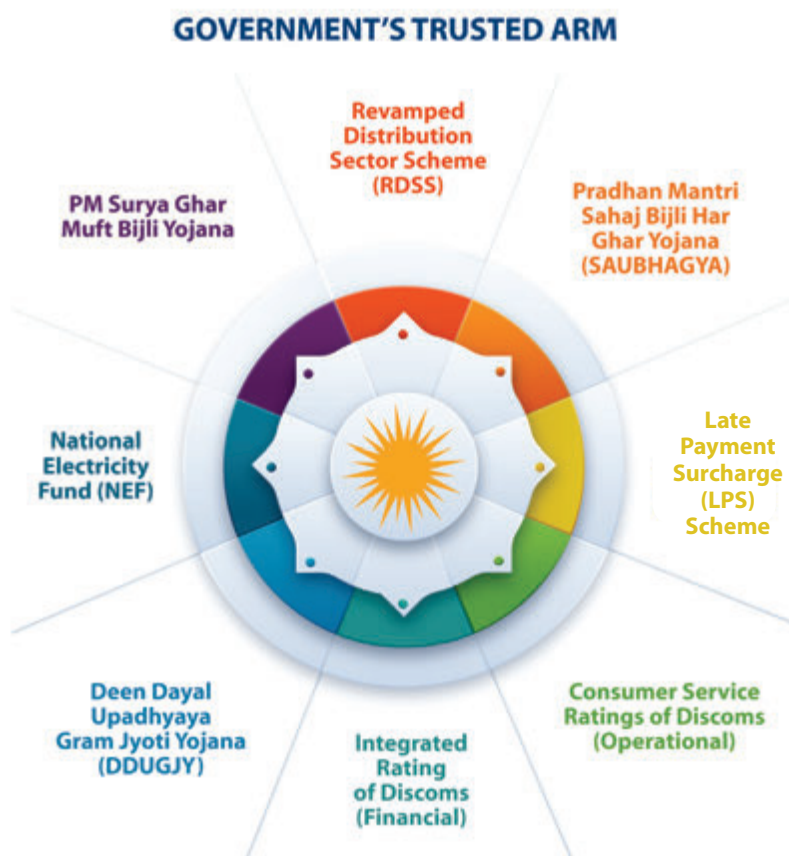 GOVERNMENT’S TRUSTED ARM
Revamped
Distribution
Sector Scheme
(RDSS)
Pradhan Mantri
Sahaj Bijli Har
Ghar Yojana
(SAUBHAGYA)
Late
Payment
Surcharge
(LPS)
Scheme
Consumer Service
Ratings of Discoms
(Operational)
Integrated
Rating
of Discoms
(Financial)
Deen Dayal
Upadhyaya
Gram Jyoti Yojana
(DDUGJY)
National
Electricity
Fund (NEF)
PM Surya Ghar
Muft Bijli Yojana